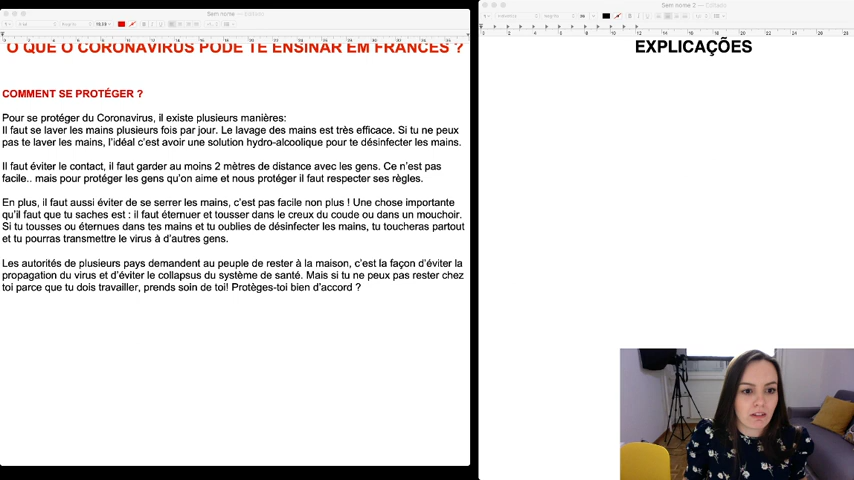 Sem nome — Editado
Sem nome 2 — Editado
O QUE O CORONAVIRUS PODE TE ENSINAR EM FRANCÊS ?
EXPLICAÇÕES
COMMENT SE PROTÉGER ?
Pour se protéger du Coronavirus, il existe plusieurs manières:
Il faut se laver les mains plusieurs fois par jour. Le lavage des mains est très efficace. Si tu ne peux
pas te laver les mains, l'idéal c'est avoir une solution hydro-alcoolique pour te désinfecter les mains.
Il faut éviter le contact, il faut garder au moins 2 mètres de distance avec les gens. Ce n'est pas
facile.. mais pour protéger les gens qu'on aime et nous protéger il faut respecter ses règles.
En plus, il faut aussi éviter de se serrer les mains, c'est pas facile non plus ! Une chose importante
qu'il faut que tu saches est : il faut éternuer et tousser dans le creux du coude ou dans un mouchoir.
Si tu tousses ou éternues dans tes mains et tu oublies de désinfecter les mains, tu toucheras partout
et tu pourras transmettre le virus à d'autres gens.
Les autorités de plusieurs pays demandent au peuple de rester à la maison, c'est la façon d'éviter la
propagation du virus et d'éviter le collapsus du système de santé. Mais si tu ne peux pas rester chez
toi parce que tu dois travailler, prends soin de toi! Protèges-toi bien d'accord ?